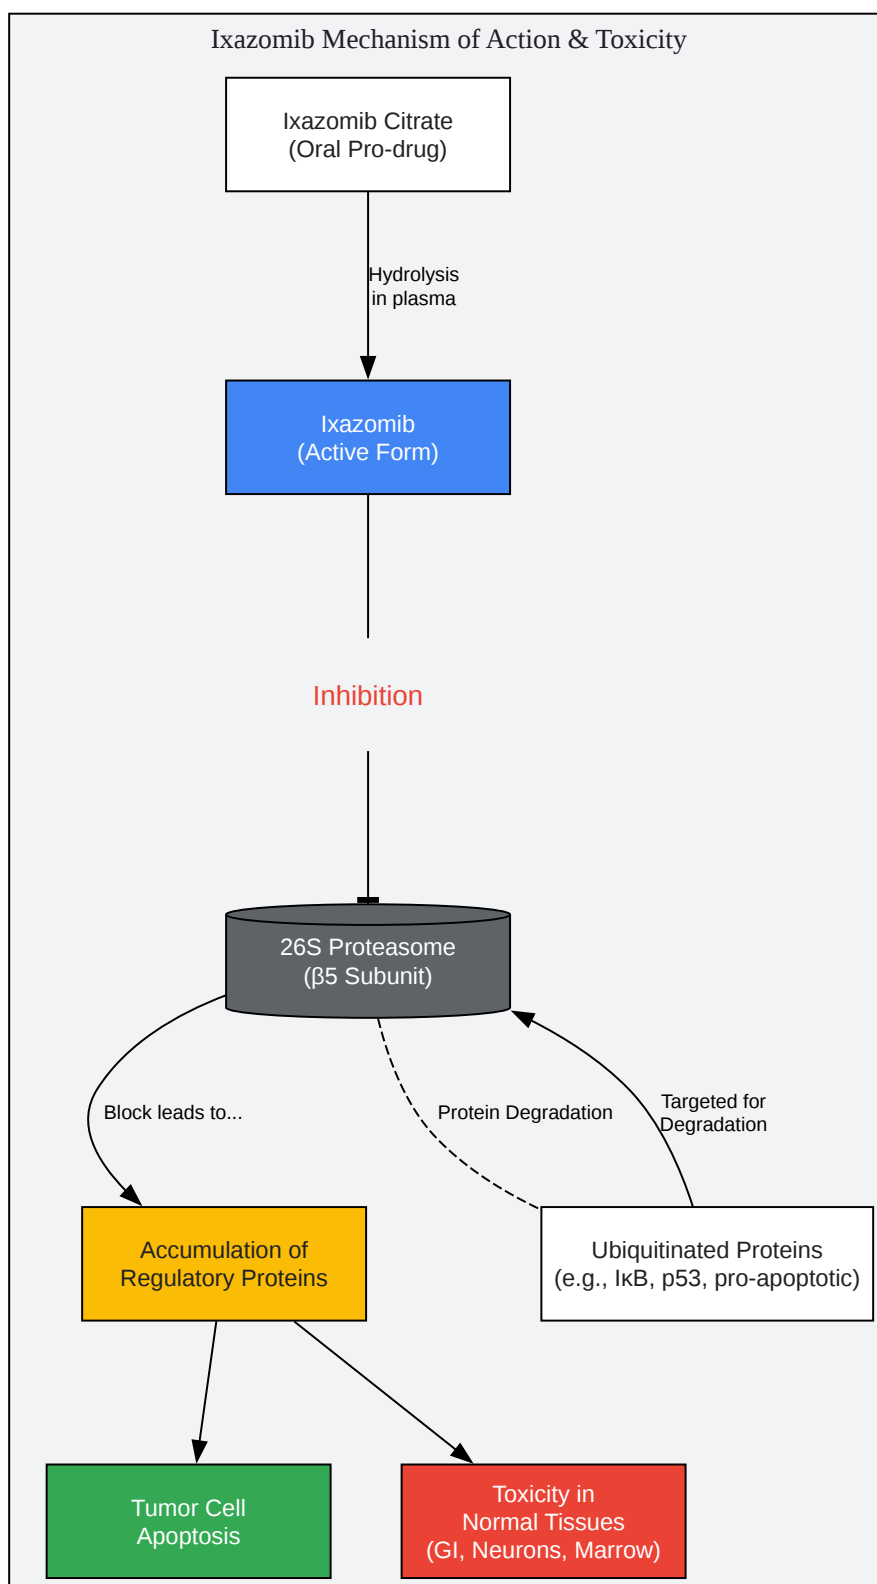 Ixazomib Mechanism of Action & Toxicity
Ixazomib Citrate
(Oral Pro-drug)
Hydrolysis
in plasma
Ixazomib
(Active Form)
Inhibition
26S Proteasome
(β5 Subunit)
Block leads to...
Protein Degradation
Targeted for
Degradation
Accumulation of
Regulatory Proteins
Ubiquitinated Proteins
(e.g., IκB, p53, pro-apoptotic)
Tumor Cell
Apoptosis
Toxicity in
Normal Tissues
(GI, Neurons, Marrow)